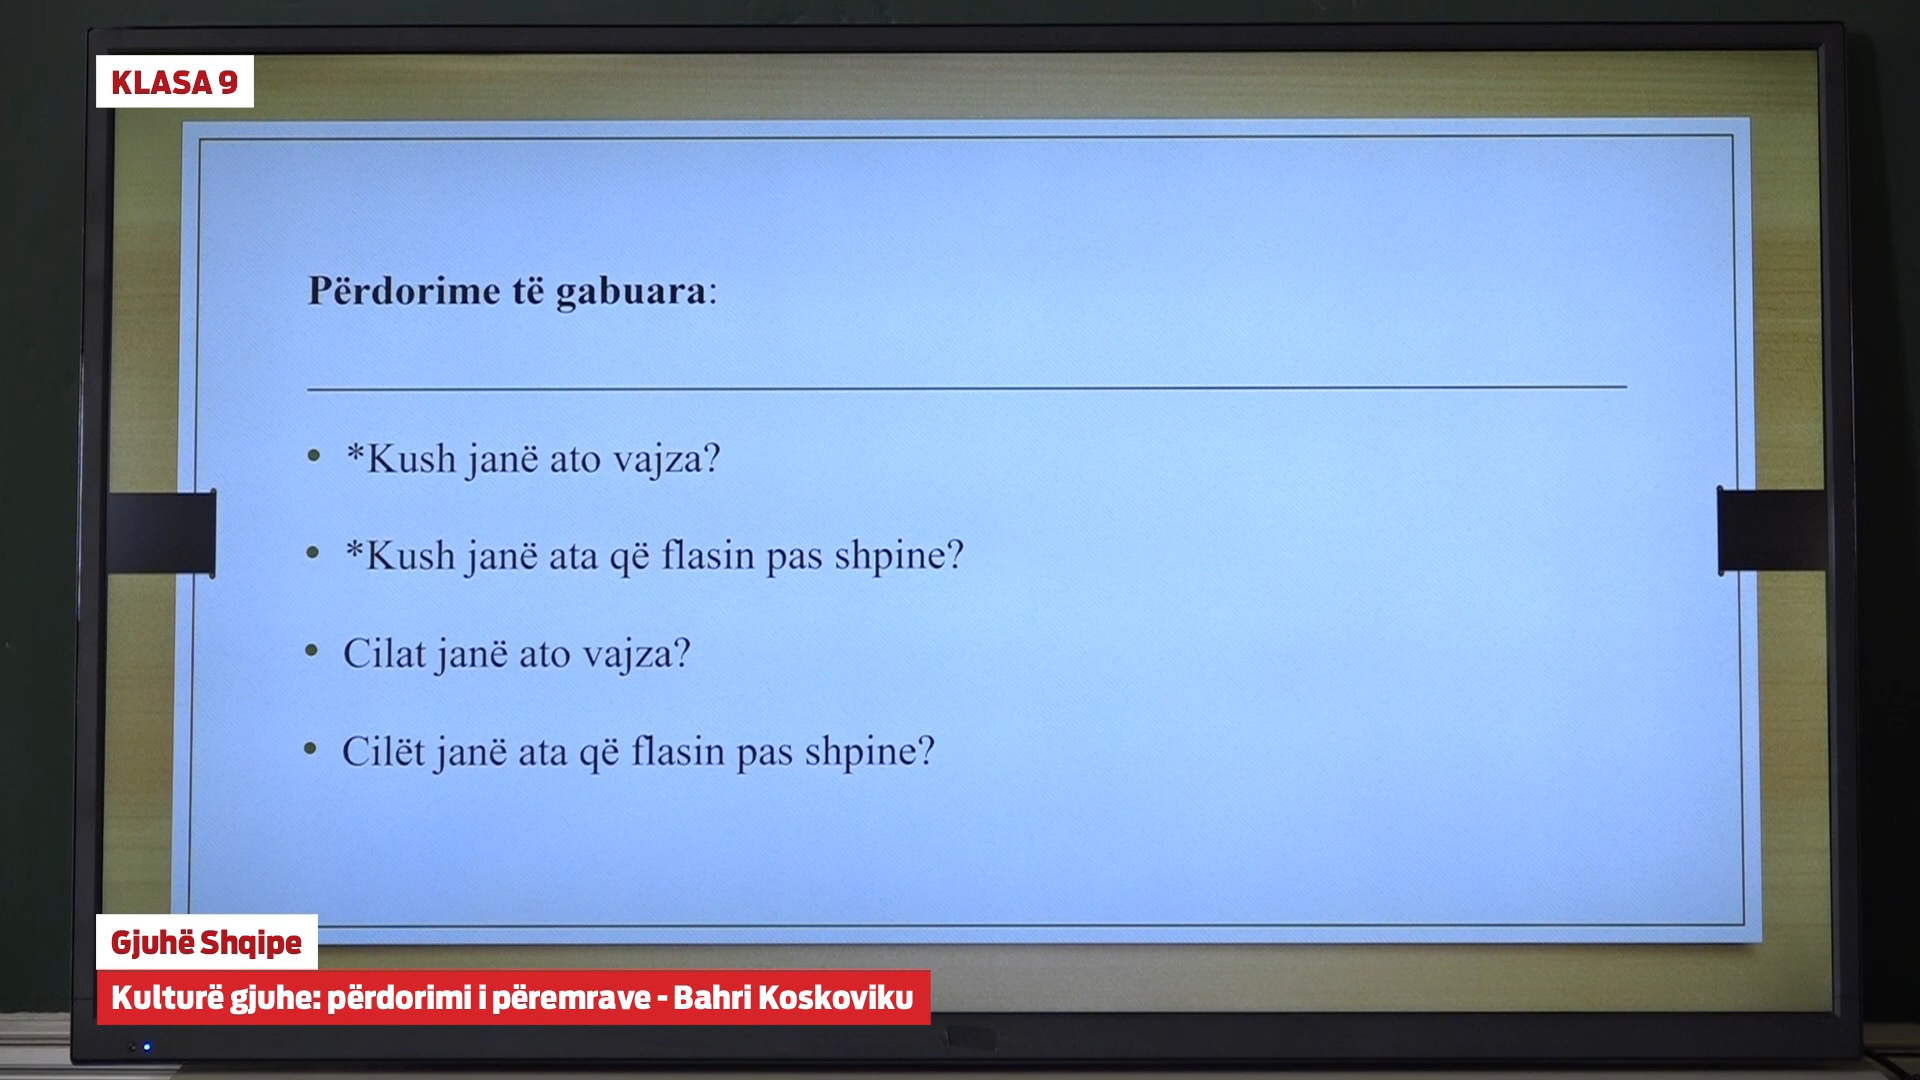 KLASA 9
Përdorime të gabuara:
• *Kush janë ato vajza?
• *Kush janë ata që flasin pas shpine?
• Cilat janë ato vajza?
• Cilët janë ata që flasin pas shpine?
Gjuhë Shqipe
Kulturë gjuhe: përdorimi i përemrave - Bahri Koskoviku